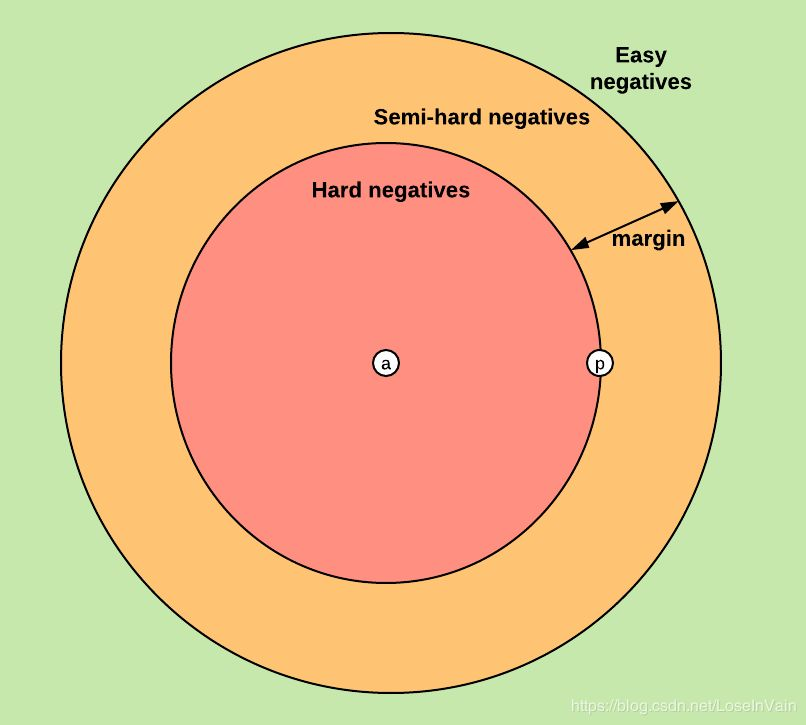 Easy
negatives
Semi-hard negatives
Hard negatives
margin
a
p
https://blog.csdn.net/LoseInVain